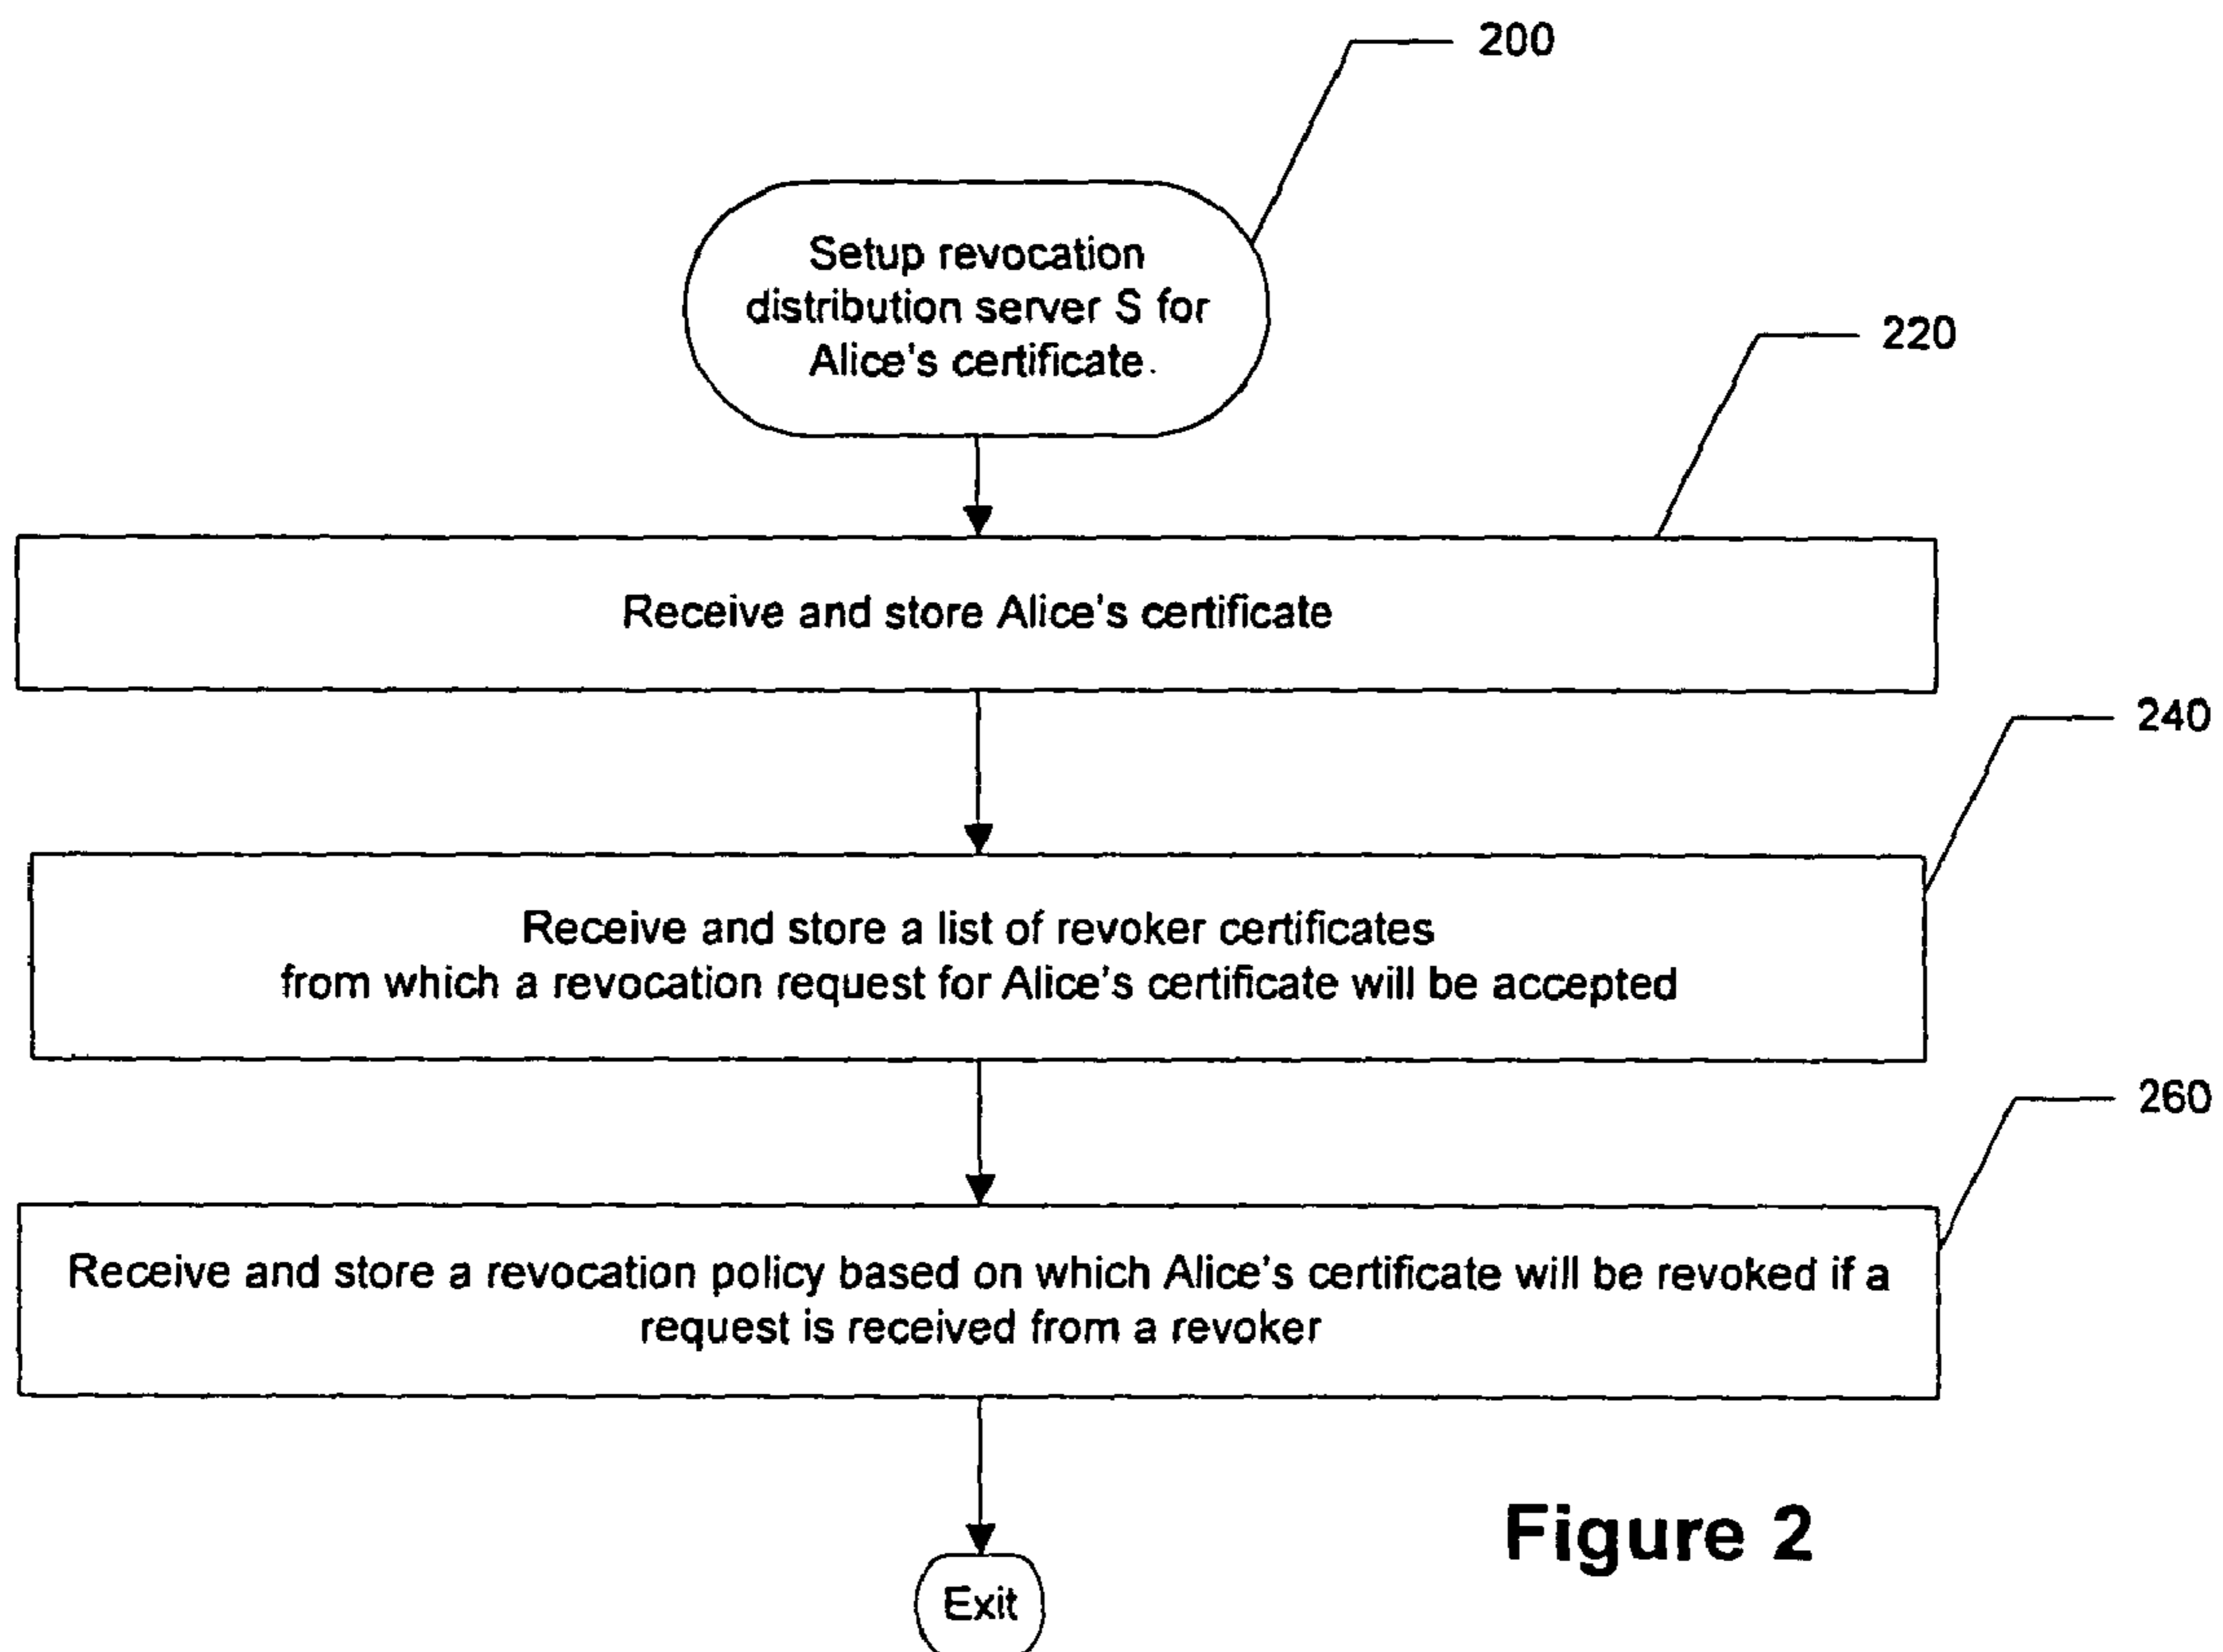 200
Setup revocation
distribution server S for
Alice's certificate.
220
Receive and store Alice's certificate
240
Receive and store a list of revoker certificates
from which a revocation request for Alice's certificate will be accepted
260
Receive and store a revocation policy based on which Alice's certificate will be revoked if a
request is received from a revoker
Figure 2
Exit